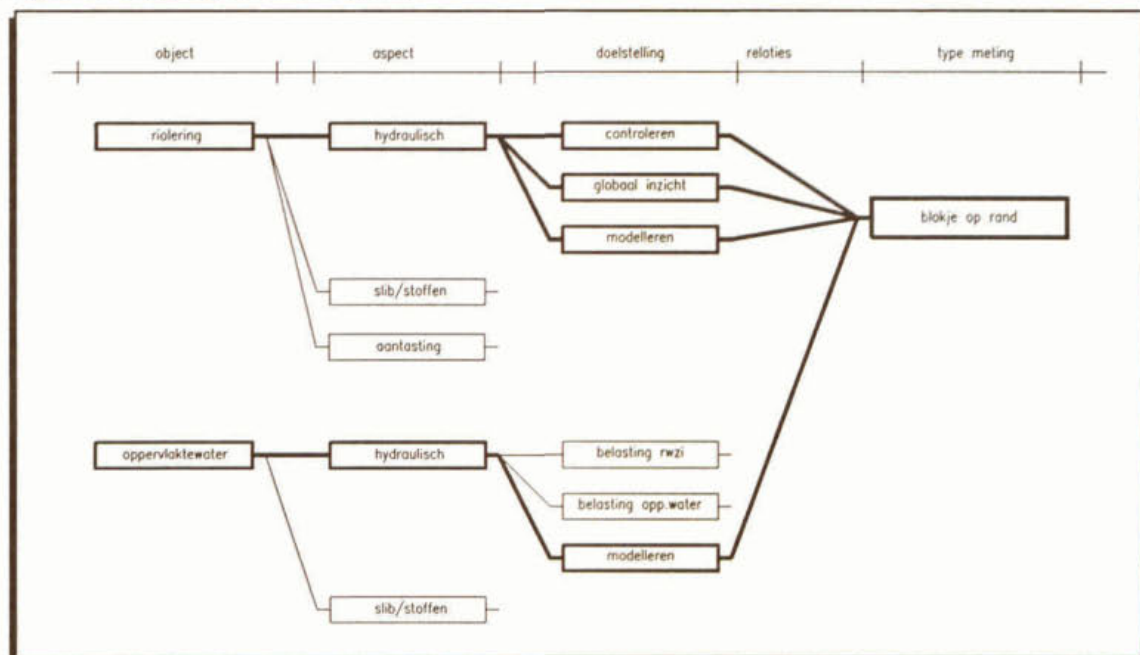 object aspect doelstelling relaties type meting
riolering hydraulisch controleren
globaal inzicht
blokje op rand
modelleren
slib/stoffen
aantasting
oppervlaktewater hydraulisch belasting rwzi
belasting opp.water
modelleren
slib/stoffen